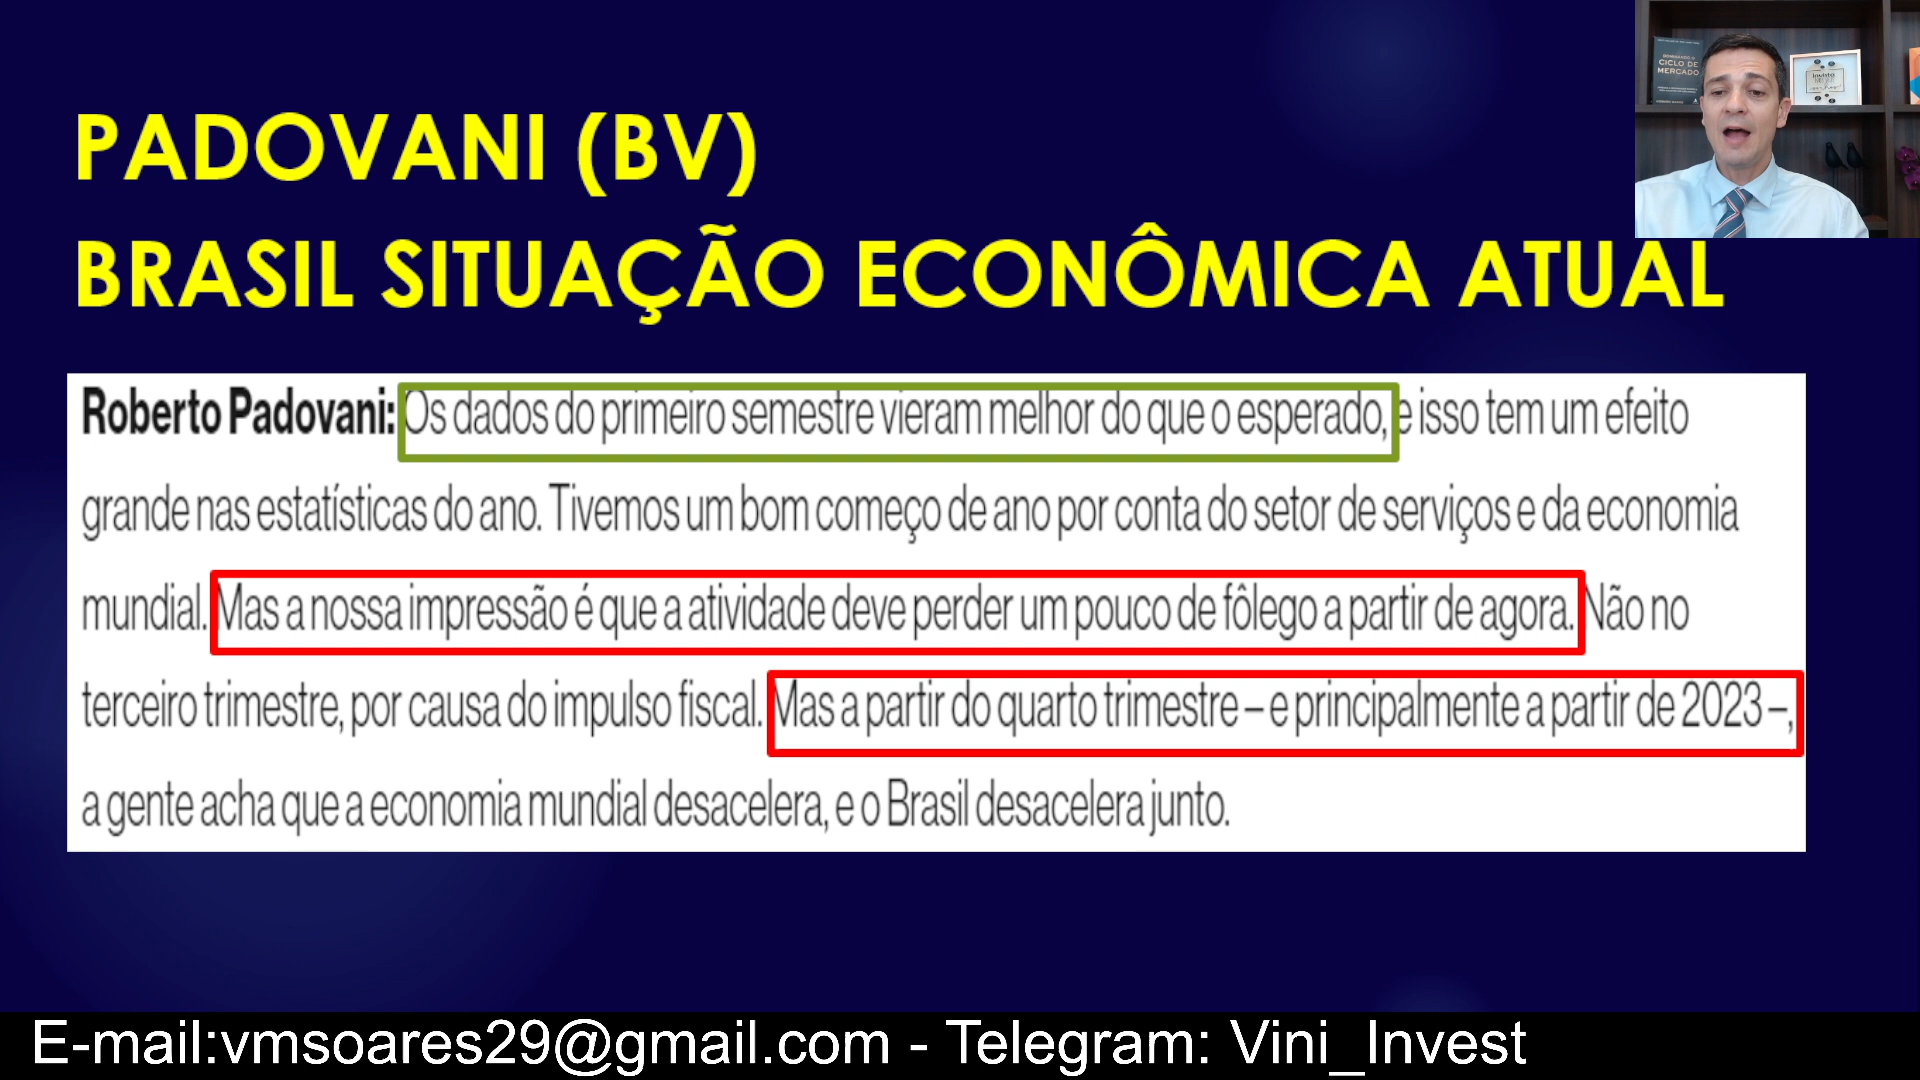 CICLO DE
MERCADO
PADOVANI (BV)
BRASIL SITUAÇÃO ECONÔMICA ATUAL
Roberto Padovani: Os dados do primeiro semestre vieram melhor do que o esperado, e isso tem um efeito
grande nas estatísticas do ano. Tivemos um bom começo de ano por conta do setor de serviços e da economia
mundial. Mas a nossa impressão é que a atividade deve perder um pouco de fôlego a partir de agora. Não no
terceiro trimestre, por causa do impulso fiscal. Mas a partir do quarto trimestre – e principalmente a partir de 2023 –,
a gente acha que a economia mundial desacelera, e o Brasil desacelera junto.
E-mail:vmsoares29@gmail.com - Telegram: Vini_Invest